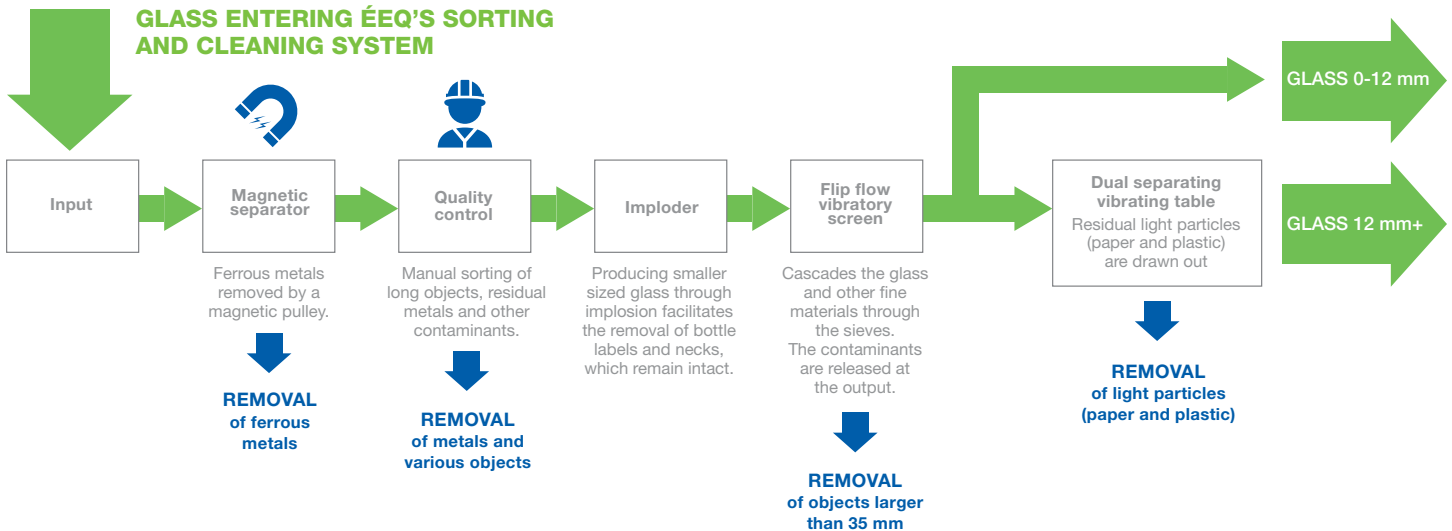 GLASS ENTERING ÉEQ'S SORTING
AND CLEANING SYSTEM
GLASS 0-12 mm
Input
Magnetic
separator
Quality
control
Imploder
Flip flow
vibratory
screen
Dual separating
vibrating table
Residual light particles
(paper and plastic)
are drawn out
GLASS 12 mm+
Ferrous metals
removed by a
magnetic pulley.
REMOVAL
of ferrous
metals
Manual sorting of
long objects, residual
metals and other
contaminants.
REMOVAL
of metals and
various objects
Producing smaller
sized glass through
implosion facilitates
the removal of bottle
labels and necks,
which remain intact.
Cascades the glass
and other fine
materials through
the sieves.
The contaminants
are released at
the output.
REMOVAL
of objects larger
than 35 mm
REMOVAL
of light particles
(paper and plastic)